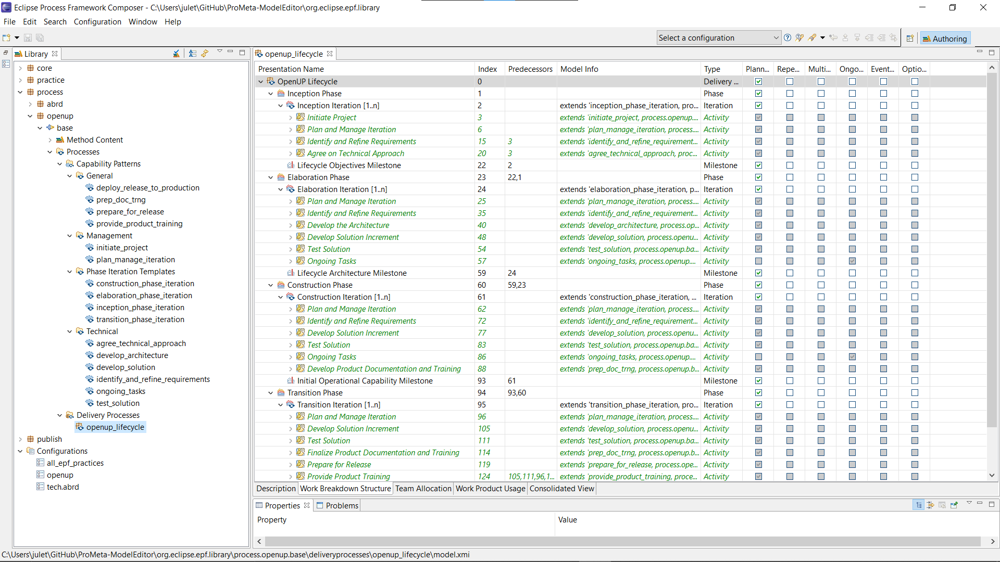 Eclipse Process Framework Composer - C:\Users\julet\GitHub\ProMeta-ModelEditor\org.eclipse.epf.library
File Edit Search Configuration Window Help
Select a configuration
Authoring
Library
core
practice
process
abrd
openup
base
Method Content
Processes
Capability Patterns
General
deploy_release_to_production
prep_doc_trng
prepare_for_release
provide_product_training
Management
initiate_project
plan_manage_iteration
Phase Iteration Templates
construction_phase_iteration
elaboration_phase_iteration
inception_phase_iteration
transition_phase_iteration
Technical
agree_technical_approach
develop_architecture
develop_solution
identify_and_refine_requirements
ongoing_tasks
test_solution
Delivery Processes
openup_lifecycle
publish
Configurations
all_epf_practices
openup
tech.abrd
openup_lifecycle
Presentation Name Index Predecessors Model Info Type Plann... Repe... Multi... Ongo... Event... Optio...
OpenUP Lifecycle 0 Delivery ...
Inception Phase 1 Phase
Inception Iteration [1..n] 2 extends 'inception_phase_iteration, pro... Iteration
Initiate Project 3 extends 'initiate_project, process.openup.... Activity
Plan and Manage Iteration 6 extends 'plan_manage_iteration, process.... Activity
Identify and Refine Requirements 15 3 extends 'identify_and_refine_requirement... Activity
Agree on Technical Approach 20 3 extends 'agree_technical_approach, proc... Activity
Lifecycle Objectives Milestone 22 2 Milestone
Elaboration Phase 23 22,1 Phase
Elaboration Iteration [1..n] 24 extends 'elaboration_phase_iteration, p... Iteration
Plan and Manage Iteration 25 extends 'plan_manage_iteration, process.... Activity
Identify and Refine Requirements 35 extends 'identify_and_refine_requirement... Activity
Develop the Architecture 40 extends 'develop_architecture, process.op... Activity
Develop Solution Increment 48 extends 'develop_solution, process.openu... Activity
Test Solution 54 extends 'test_solution, process.openup.ba... Activity
Ongoing Tasks 57 extends 'ongoing_tasks, process.openup.... Activity
Lifecycle Architecture Milestone 59 24 Milestone
Construction Phase 60 59,23 Phase
Construction Iteration [1..n] 61 extends 'construction_phase_iteration, ... Iteration
Plan and Manage Iteration 62 extends 'plan_manage_iteration, process.... Activity
Identify and Refine Requirements 72 extends 'identify_and_refine_requirement... Activity
Develop Solution Increment 77 extends 'develop_solution, process.openu... Activity
Test Solution 83 extends 'test_solution, process.openup.ba... Activity
Ongoing Tasks 86 extends 'ongoing_tasks, process.openup.... Activity
Develop Product Documentation and Training 88 extends 'prep_doc_trng, process.openup.b... Activity
Initial Operational Capability Milestone 93 61 Milestone
Transition Phase 94 93,60 Phase
Transition Iteration [1..n] 95 extends 'transition_phase_iteration, pro... Iteration
Plan and Manage Iteration 96 extends 'plan_manage_iteration, process.... Activity
Develop Solution Increment 105 extends 'develop_solution, process.openu... Activity
Test Solution 111 extends 'test_solution, process.openup.ba... Activity
Finalize Product Documentation and Training 114 extends 'prep_doc_trng, process.openup.b... Activity
Prepare for Release 119 extends 'prepare_for_release, process.ope... Activity
Provide Product Training 124 105,111,96,1... extends 'provide_product_training, proce... Activity
Description Work Breakdown Structure Team Allocation Work Product Usage Consolidated View
Properties Problems
Property Value
C:\Users\julet\GitHub\ProMeta-ModelEditor\org.eclipse.epf.library\process.openup.base\deliveryprocesses\openup_lifecycle\model.xmi